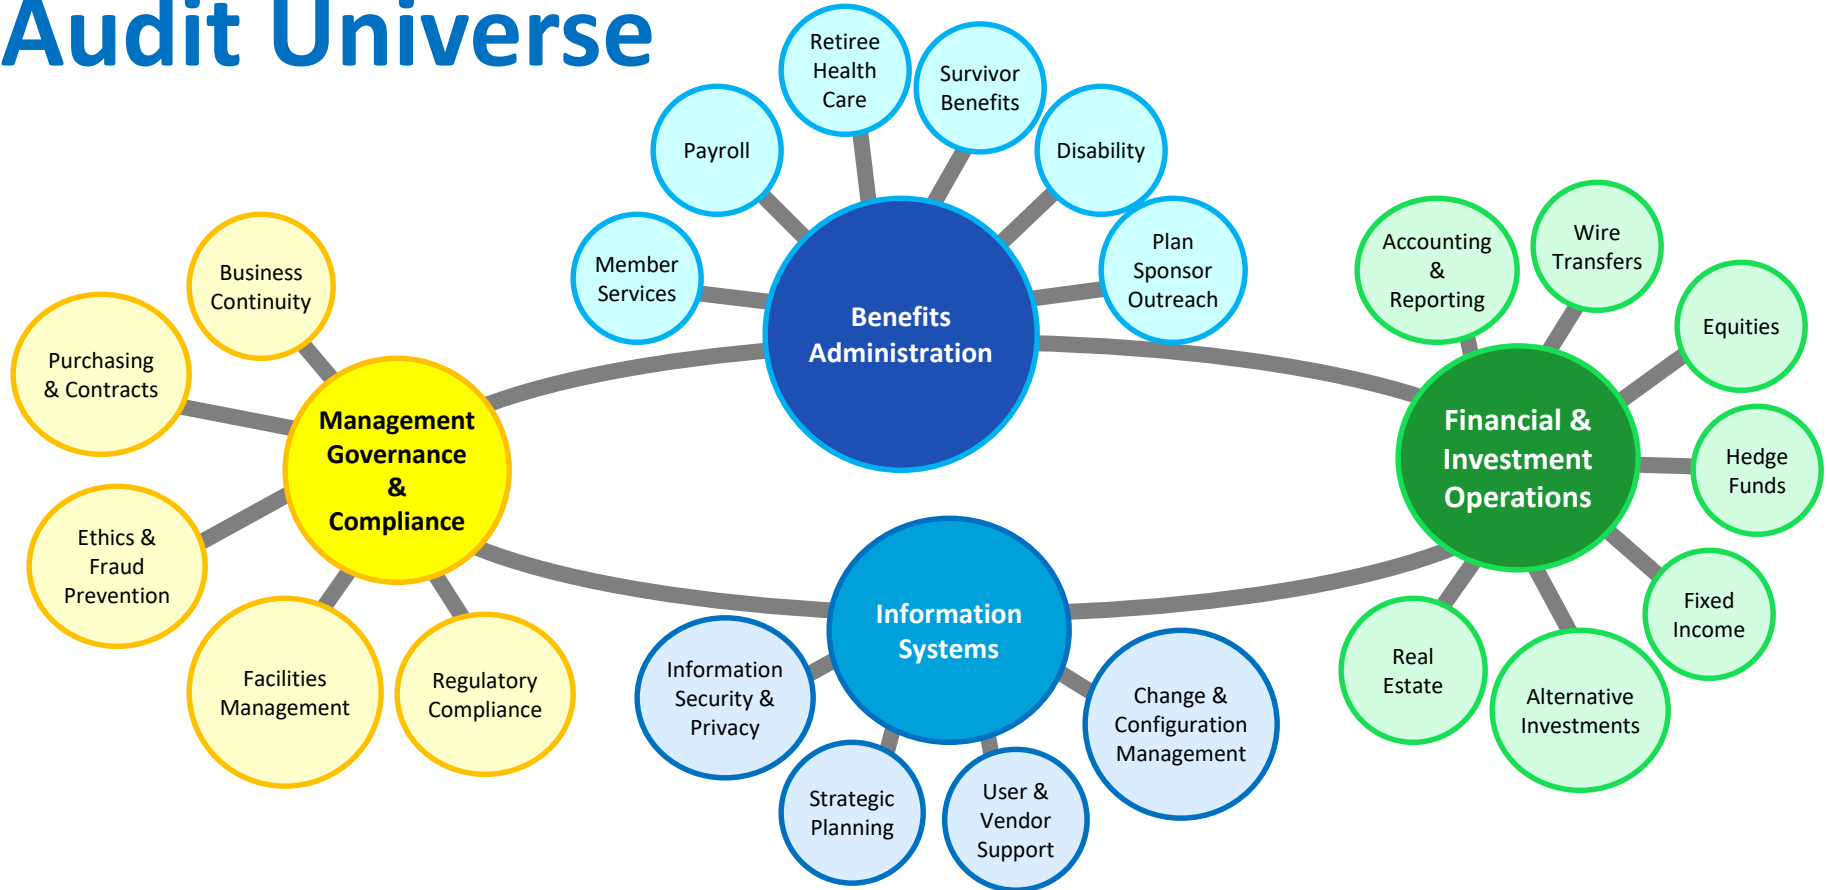 Audit Universe
Retiree
Health
Care
Survivor
Benefits
Payroll
Disability
Member
Services
Plan
Sponsor
Outreach
Benefits
Administration
Business
Continuity
Purchasing
& Contracts
Ethics &
Fraud
Prevention
Facilities
Management
Regulatory
Compliance
Management
Governance
&
Compliance
Accounting
&
Reporting
Wire
Transfers
Equities
Hedge
Funds
Fixed
Income
Alternative
Investments
Real
Estate
Financial &
Investment
Operations
Information
Systems
Information
Security &
Privacy
Strategic
Planning
User &
Vendor
Support
Change &
Configuration
Management